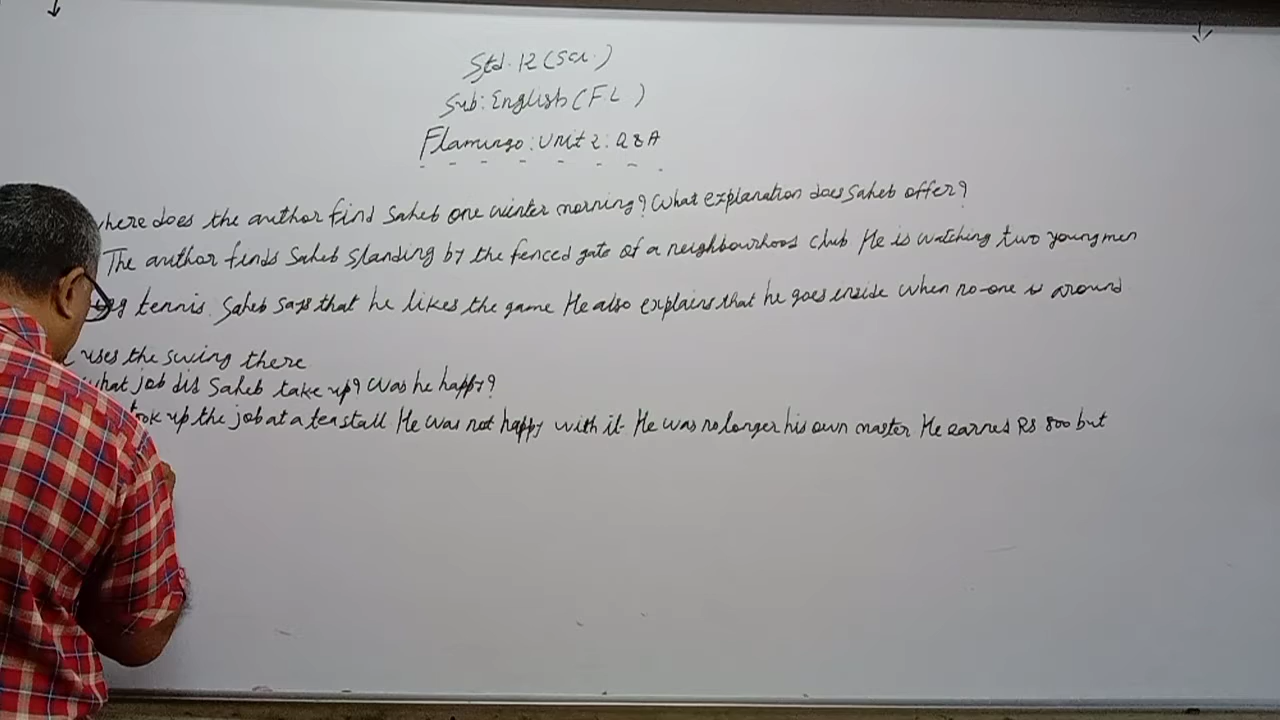 Std. 12 (Sci.)
Sub: English (FL)
Flamingo: Unit 2: Q&A
here does the author find Saheb one winter morning? What explanation does Saheb offer?
The author finds Saheb standing by the fenced gate of a neighbourhood club He is watching two young men
tennis. Saheb says that he likes the game He also explains that he goes inside when no-one is around
uses the swing there
what job did Saheb take up? Was he happy?
took up the job at a tea stall He was not happy with it. He was no longer his own master He earned Rs 800 but